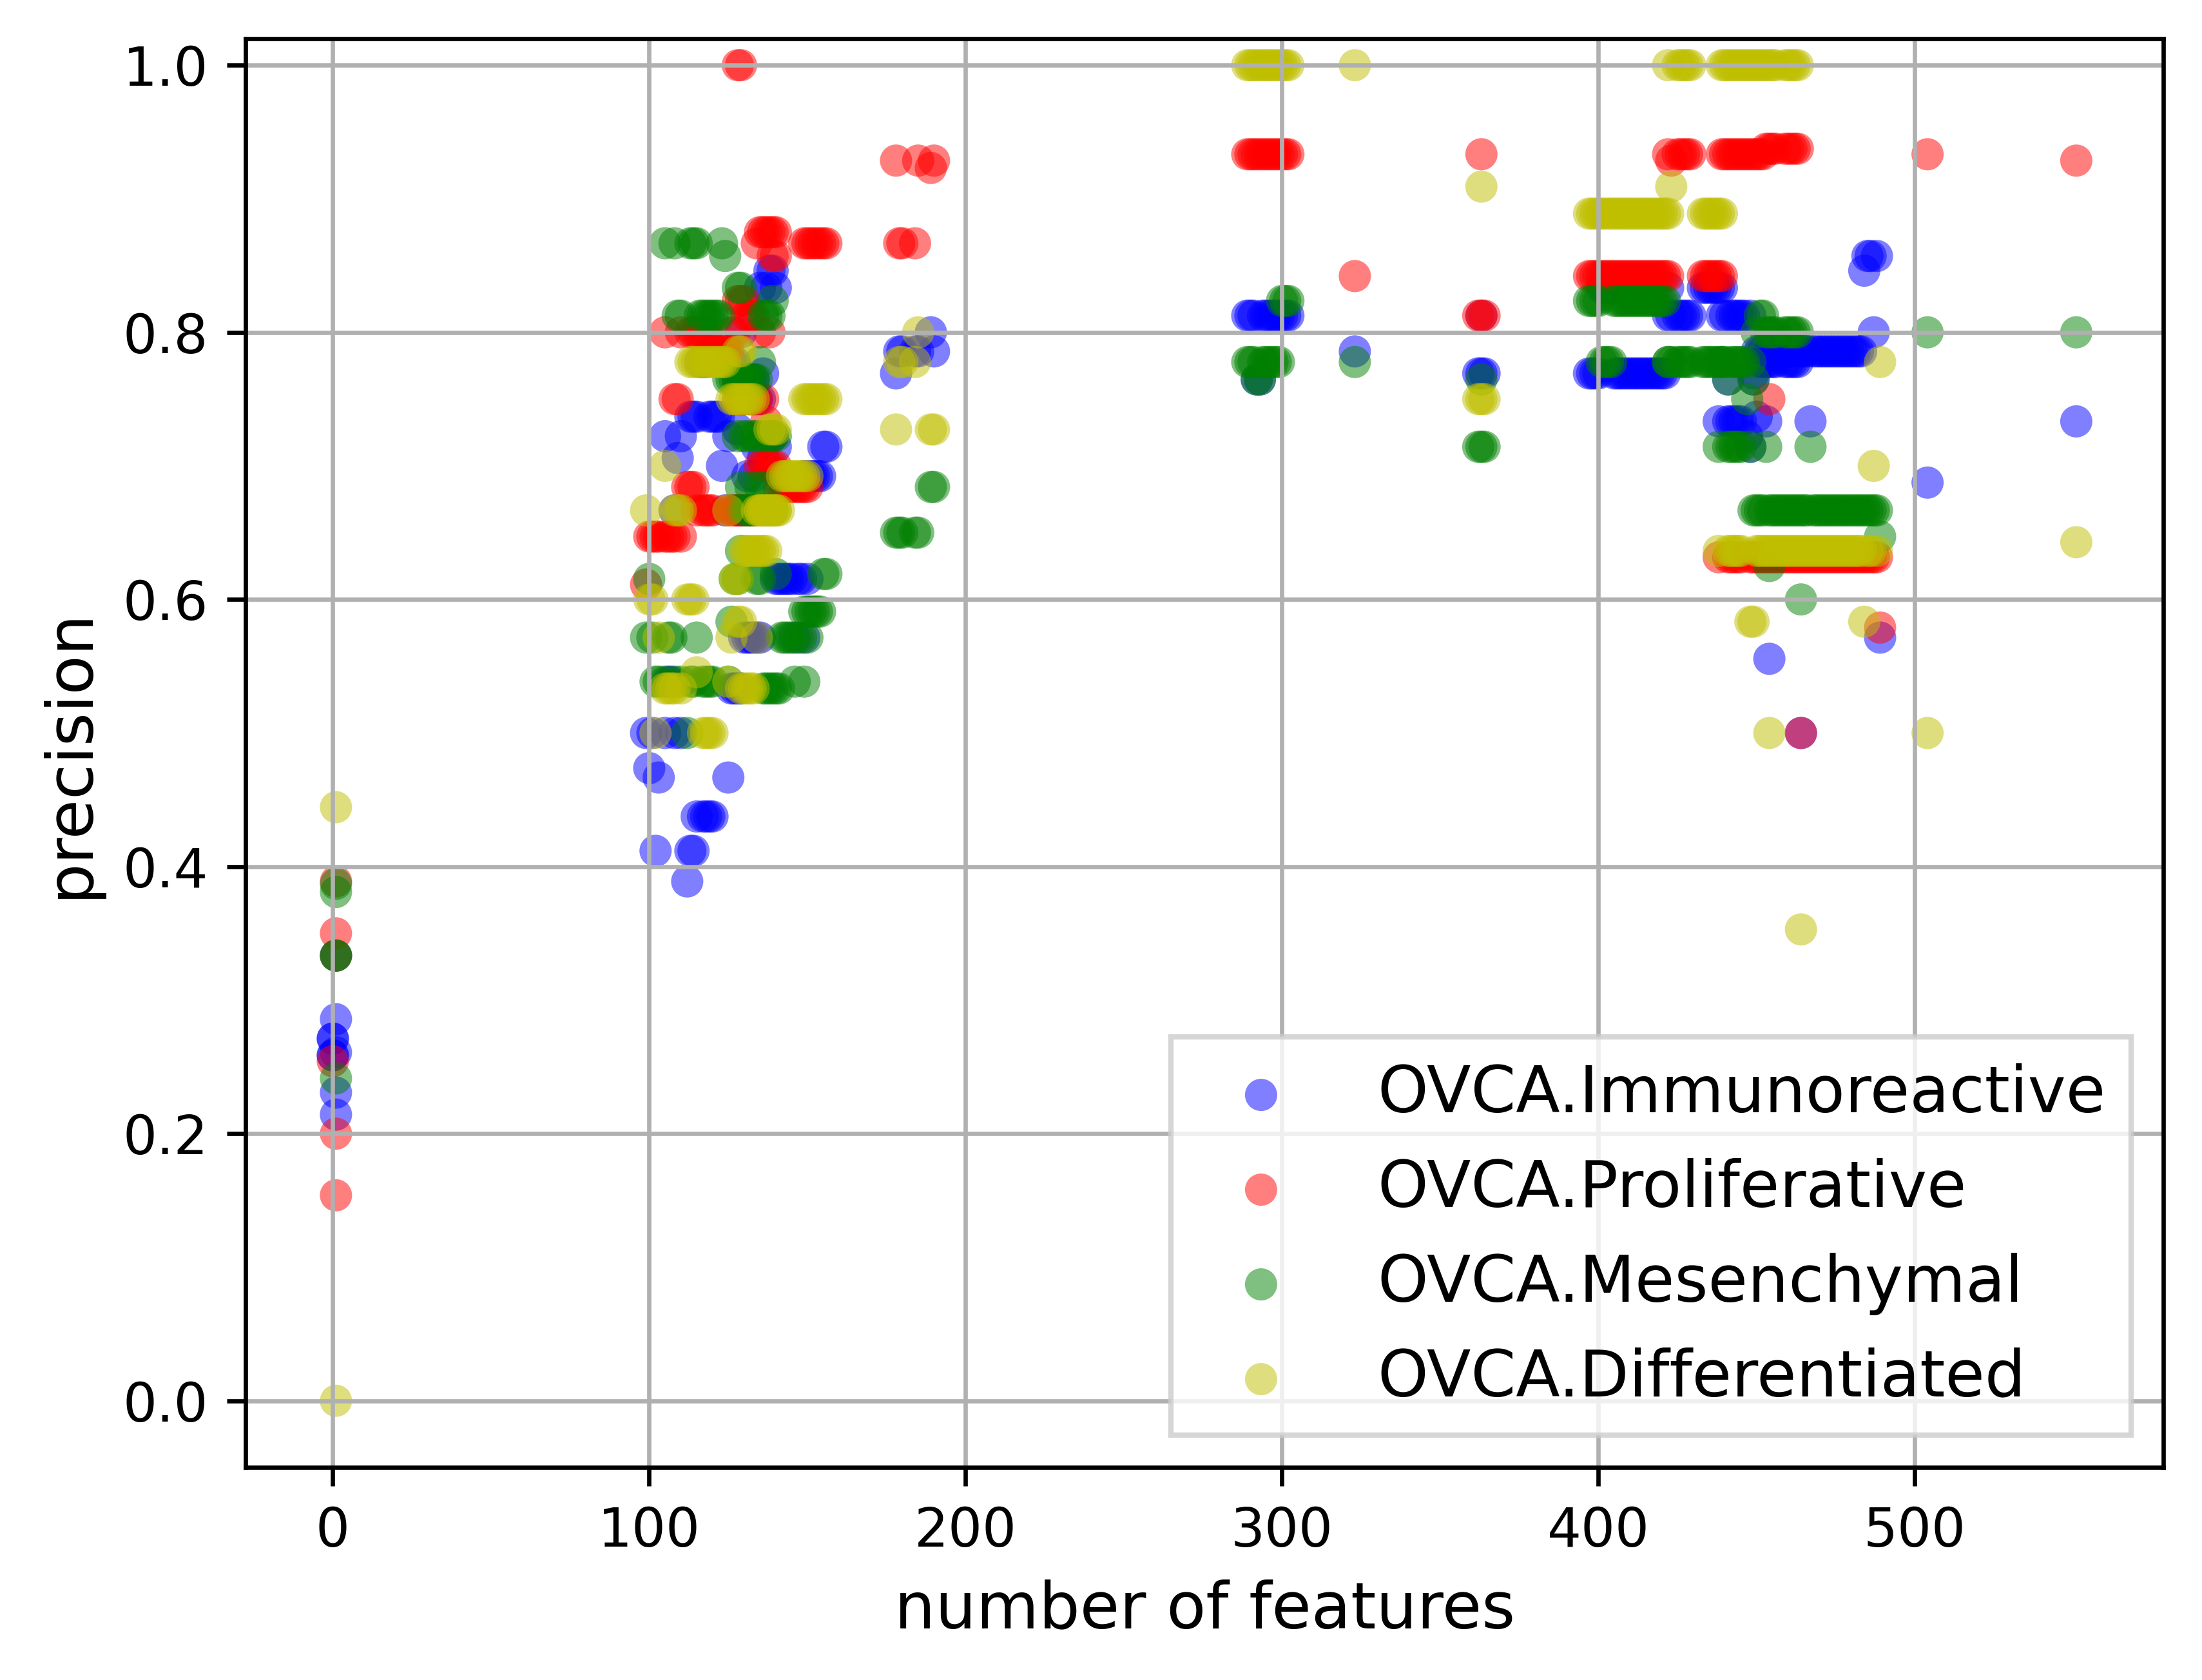 1.0
0.8
0.6
0.4
0.2
0.0
precision
OVCA.Immunoreactive
OVCA.Proliferative
OVCA.Mesenchymal
OVCA.Differentiated
0 100 200 300 400 500
number of features